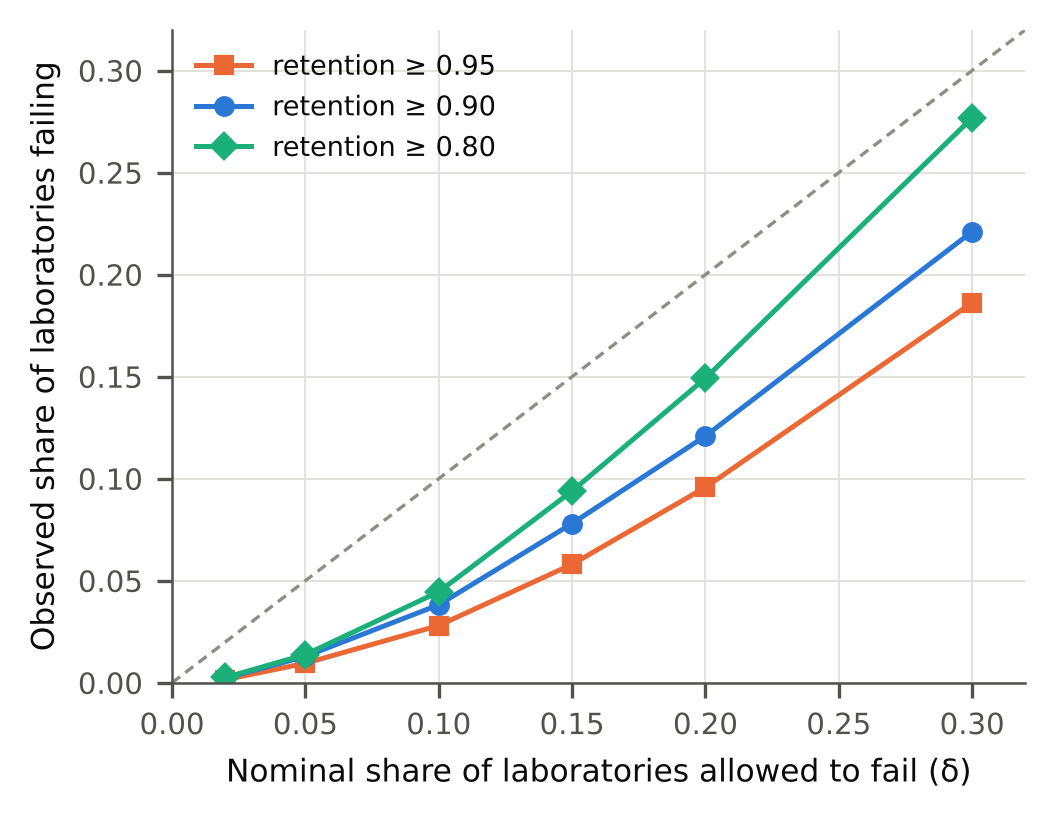 retention ≥ 0.95
retention ≥ 0.90
retention ≥ 0.80
Observed share of laboratories failing
0.30
0.25
0.20
0.15
0.10
0.05
0.00
0.00 0.05 0.10 0.15 0.20 0.25 0.30
Nominal share of laboratories allowed to fail (δ)